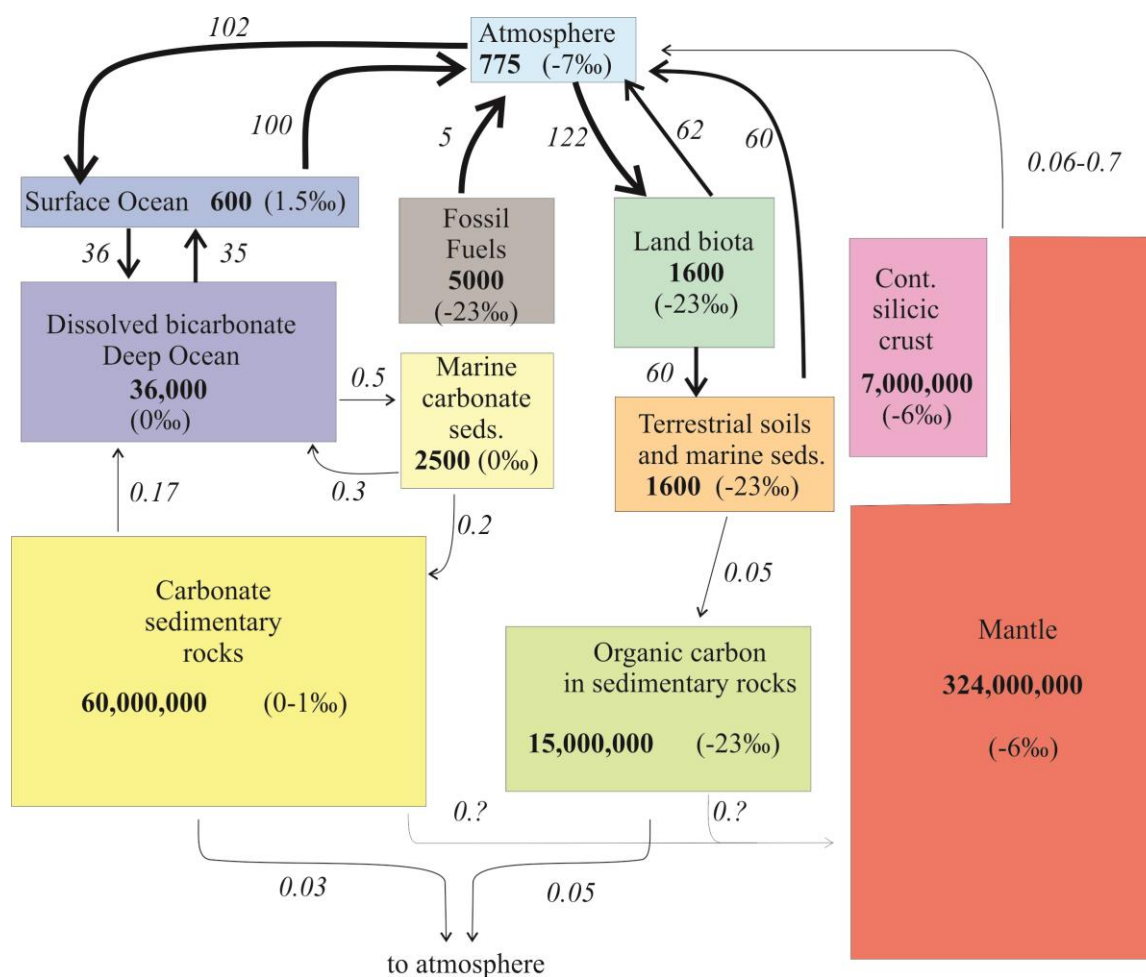 102
Atmosphere
775 (-7‰)
100
5
122
62
60
0.06-0.7
Surface Ocean 600 (1.5‰)
36
35
Fossil
Fuels
5000
(-23‰)
Land biota
1600
(-23‰)
Cont.
silicic
crust
7,000,000
(-6‰)
Dissolved bicarbonate
Deep Ocean
36,000
(0‰)
0.5
Marine
carbonate
seds.
2500 (0‰)
60
Terrestrial soils
and marine seds.
1600 (-23‰)
0.17
0.3
0.2
0.05
Carbonate
sedimentary
rocks
60,000,000 (0-1‰)
Organic carbon
in sedimentary rocks
15,000,000 (-23‰)
Mantle
324,000,000
(-6‰)
0.?
0.?
0.03
0.05
to atmosphere